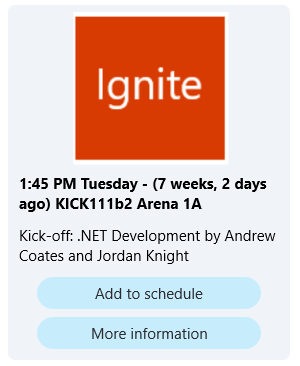 Ignite
1:45 PM Tuesday - (7 weeks, 2 days
ago) KICK111b2 Arena 1A
Kick-off: .NET Development by Andrew
Coates and Jordan Knight
Add to schedule
More information